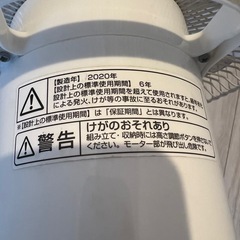 【製造年】2020年
【設計上の標準使用期間】 6年
設計上の標準使用期間を超えて使用されますと、経年劣化
による発火、けが等の事故に至るおそれがあります。
※【設計上の標準使用期間】は「保証期間」とは異なります。
警告
けがのおそれあり
組み立て・収納時には高さ調節ボタンを押さない
でください。モーター部が飛び出し危険です。